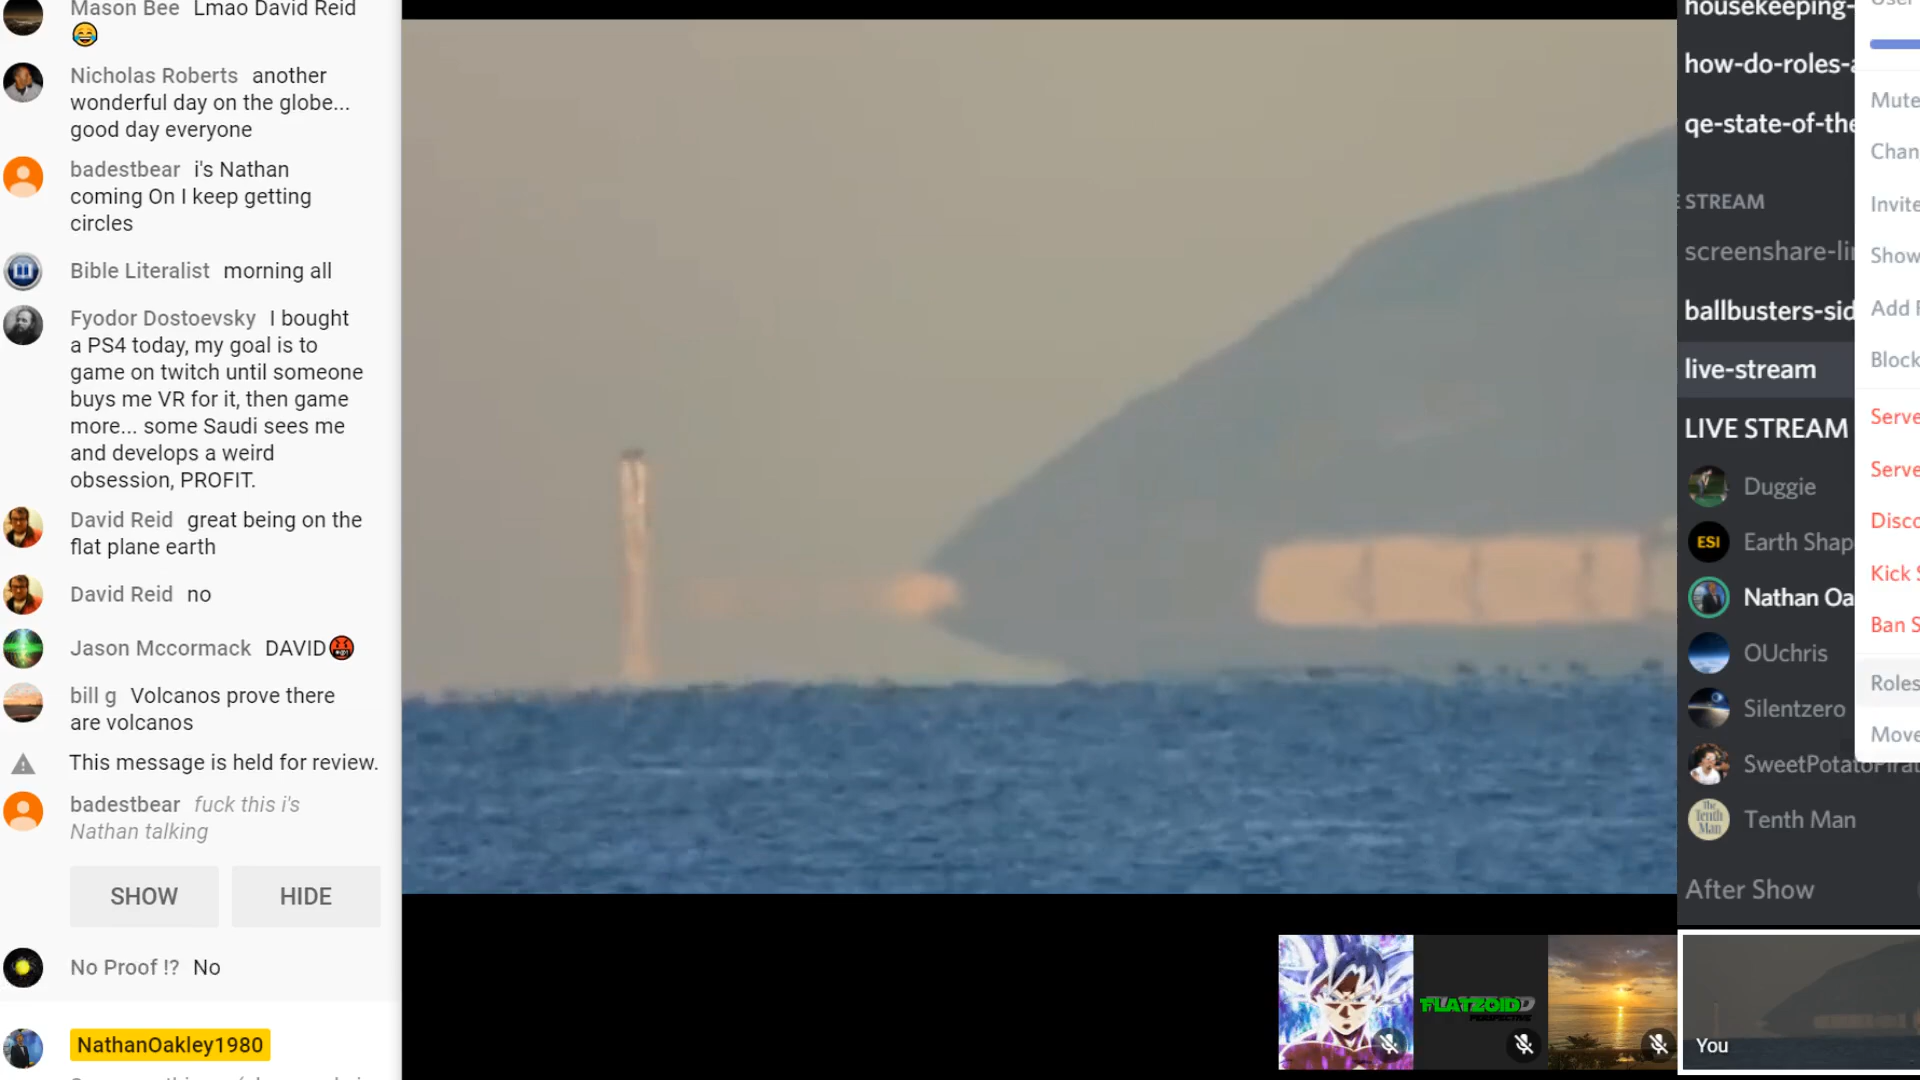 Mason Bee Lmao David Reid
😂
Nicholas Roberts another
wonderful day on the globe...
good day everyone
badestbear i's Nathan
coming On I keep getting
circles
Bible Literalist morning all
Fyodor Dostoevsky I bought
a PS4 today, my goal is to
game on twitch until someone
buys me VR for it, then game
more... some Saudi sees me
and develops a weird
obsession, PROFIT.
David Reid great being on the
flat plane earth
David Reid no
Jason Mccormack DAVID🤬
bill g Volcanos prove there
are volcanos
This message is held for review.
badestbear fuck this i's
Nathan talking
SHOW HIDE
No Proof !? No
NathanOakley1980
housekeeping-
how-do-roles-
qe-state-of-the
STREAM
screenshare-li
ballbusters-sid
live-stream
LIVE STREAM
Duggie
ESI
Earth Shap
Nathan Oa
OUchris
Silentzero
SweetPotatoPirat
The
Tenth
Man
Tenth Man
After Show
Mute
Chan
Invite
Show
Add
Block
Serve
Serve
Disco
Kick S
Ban S
Roles
Move
FLATZOID
PERSPECTIVE
You